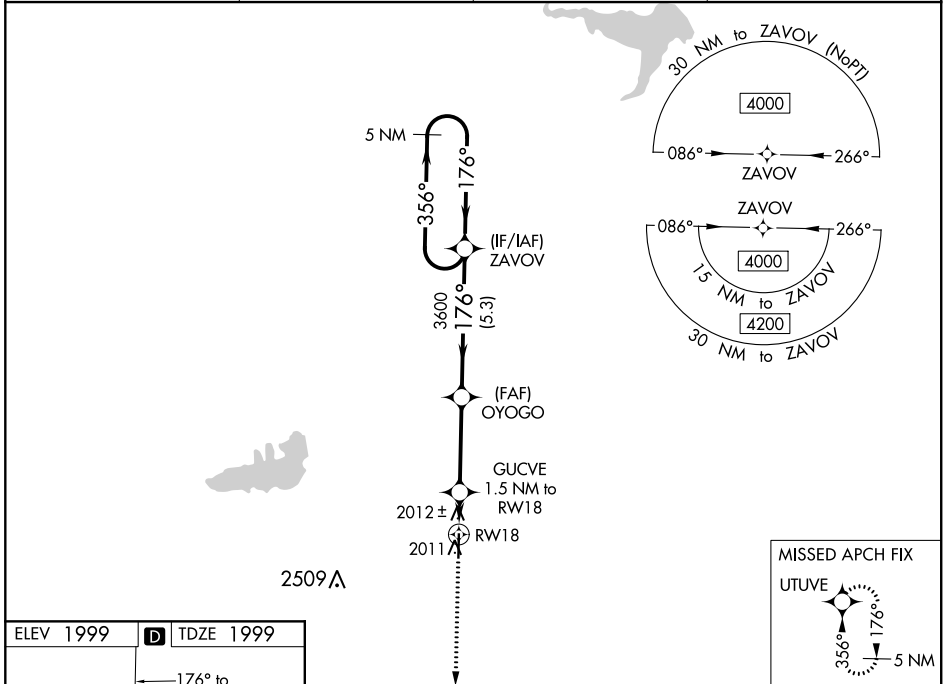 30 NM to ZAVOV (NoPT)
4000
086°
266°
ZAVOV
5 NM
356°
176°
(IF/IAF)
ZAVOV
3600
176°
(5.3)
ZAVOV
086°
266°
4000
15 NM to ZAVOV
4200
30 NM to ZAVOV
(FAF)
OYOGO
GUCVE
1.5 NM to
RW18
2012 ±
RW18
2011
2509
MISSED APCH FIX
UTUVE
356°
176°
5 NM
ELEV 1999 D TDZE 1999
176° to